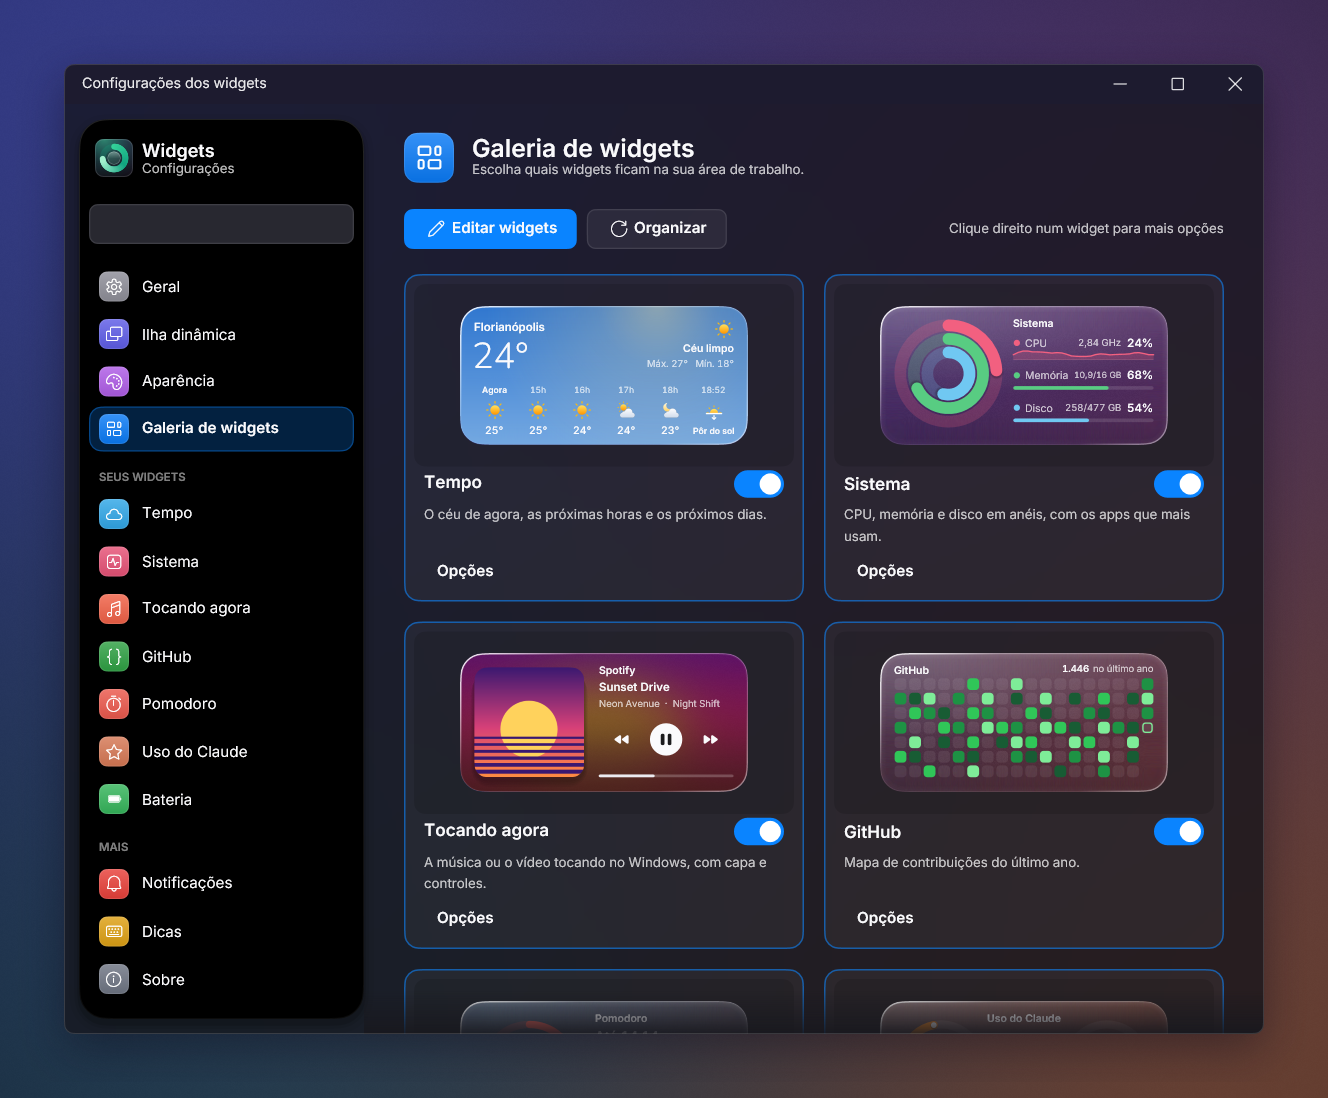 Configurações dos widgets
Widgets
Configurações
Geral
Ilha dinâmica
Aparência
Galeria de widgets
SEUS WIDGETS
Tempo
Sistema
Tocando agora
GitHub
Pomodoro
Uso do Claude
Bateria
MAIS
Notificações
Dicas
Sobre
Galeria de widgets
Escolha quais widgets ficam na sua área de trabalho.
Editar widgets
Organizar
Clique direito num widget para mais opções
Florianópolis
24°
Céu limpo
Máx. 27° Mín. 18°
Agora 15h 16h 17h 18h 18:52
25° 25° 24° 24° 23° Pôr do sol
Tempo
O céu de agora, as próximas horas e os próximos dias.
Opções
Sistema
CPU 2,84 GHz 24%
Memória 10,9/16 GB 68%
Disco 258/477 GB 54%
Sistema
CPU, memória e disco em anéis, com os apps que mais
usam.
Opções
Spotify
Sunset Drive
Neon Avenue · Night Shift
Tocando agora
A música ou o vídeo tocando no Windows, com capa e
controles.
Opções
GitHub
1.446 no último ano
GitHub
Mapa de contribuições do último ano.
Opções
Pomodoro
Uso do Claude